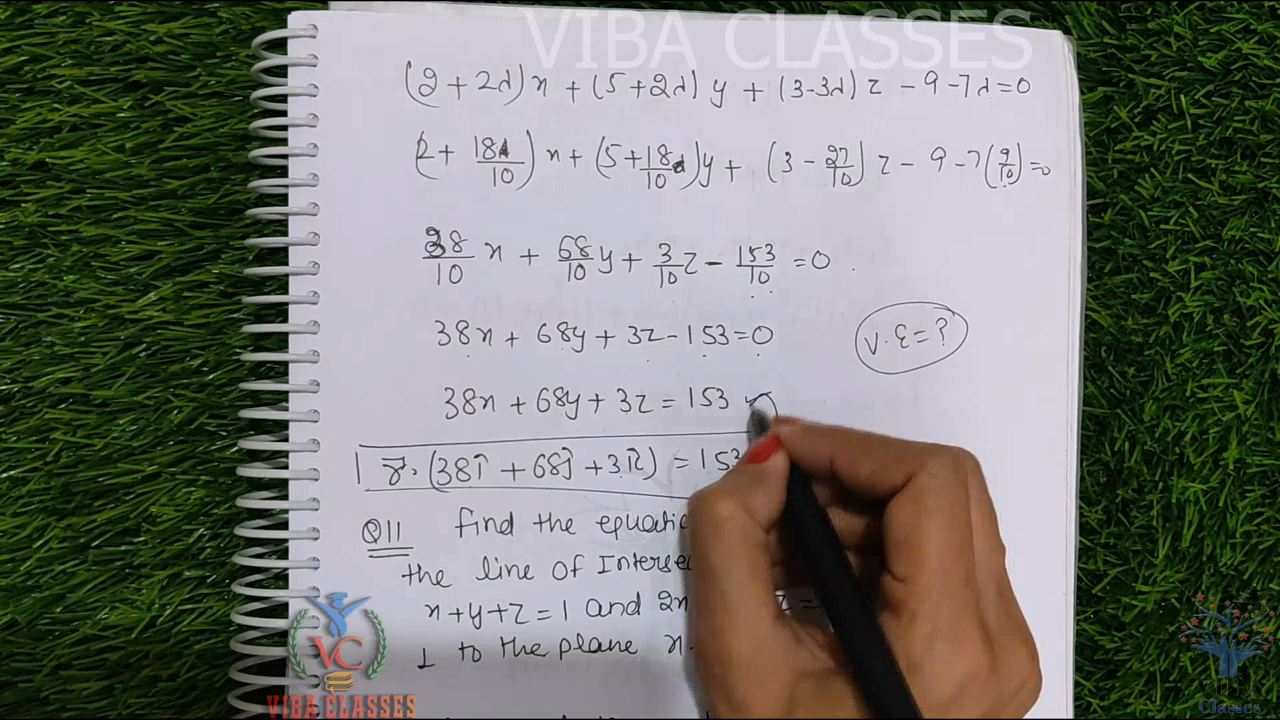 VIBA CLASSES
(2 + 2λ) x + (5 + 2λ) y + (3 - 3λ) z - 9 - 7λ = 0
(2 + 18/10) x + (5 + 18/10) y + (3 - 27/10) z - 9 - 7(9/10) = 0
38/10 x + 68/10 y + 3/10 z - 153/10 = 0
38x + 68y + 3z - 153 = 0
V.E = ?
38x + 68y + 3z = 153
r⃗. (38î + 68ĵ + 3k̂) = 153
Q11 find the equatio
the line of Interse
x + y + z = 1 and 2x z =
⊥ to the plane x
VC
VIBA CLASSES
VIBA
Classes